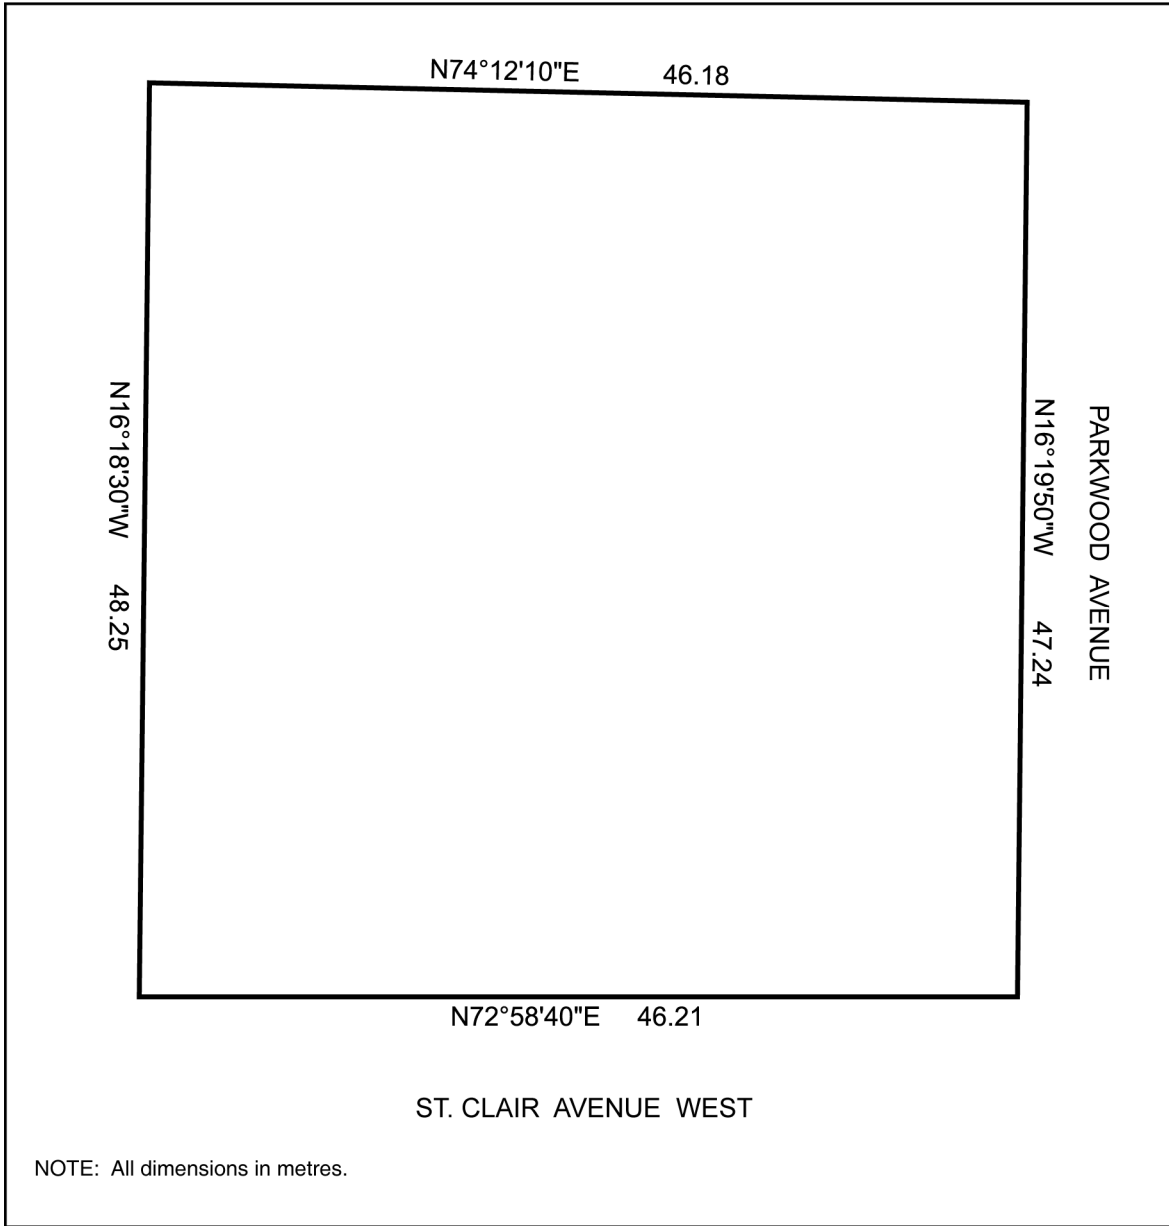 N74°12'10"E 46.18
N16°18'30"W 48.25
N16°19'50"W 47.24
PARKWOOD AVENUE
N72°58'40"E 46.21
ST. CLAIR AVENUE WEST
NOTE: All dimensions in metres.